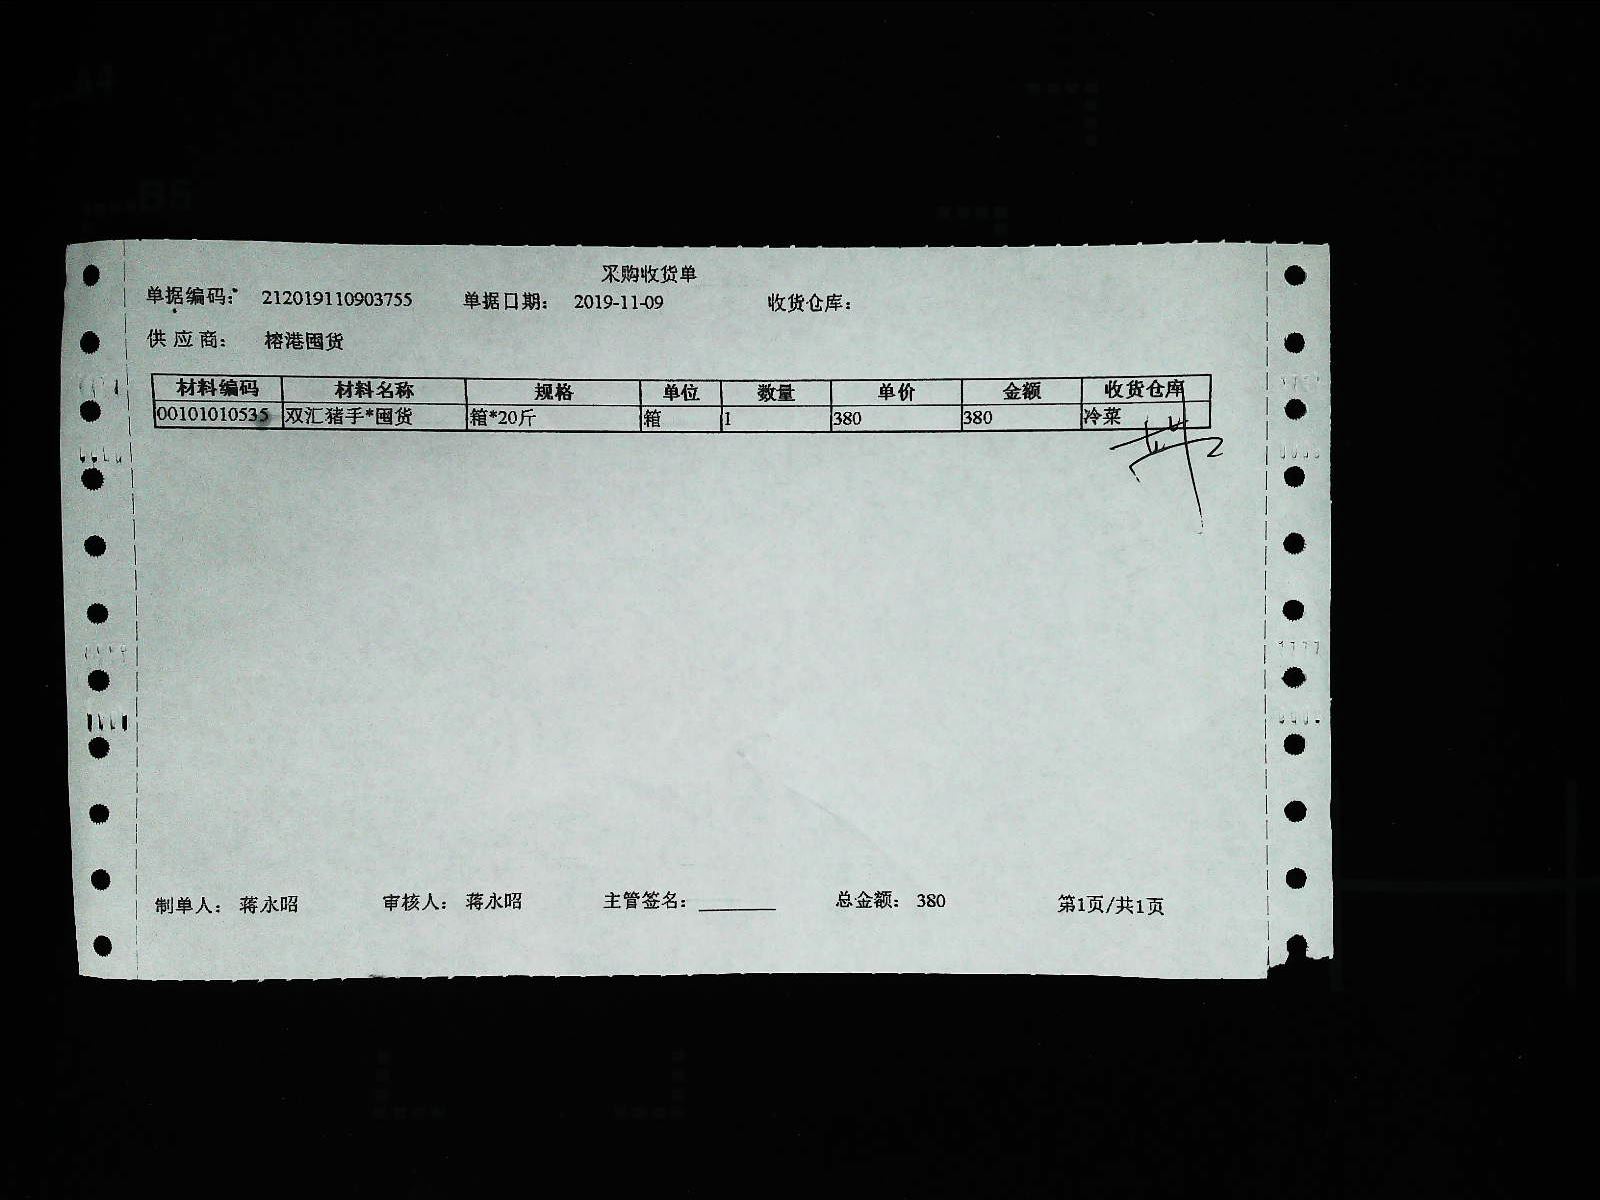 采购收货单
单据编码： 212019110903755 单据日期： 2019-11-09 收货仓库：
供应商： 榕港囤货
材料编码 材料名称 规格 单位 数量 单价 金额 收货仓库
00101010535 双汇猪手*囤货 箱*20斤 箱 1 380 380 冷菜
制单人： 蒋永昭 审核人： 蒋永昭 主管签名：________ 总金额： 380 第1页/共1页